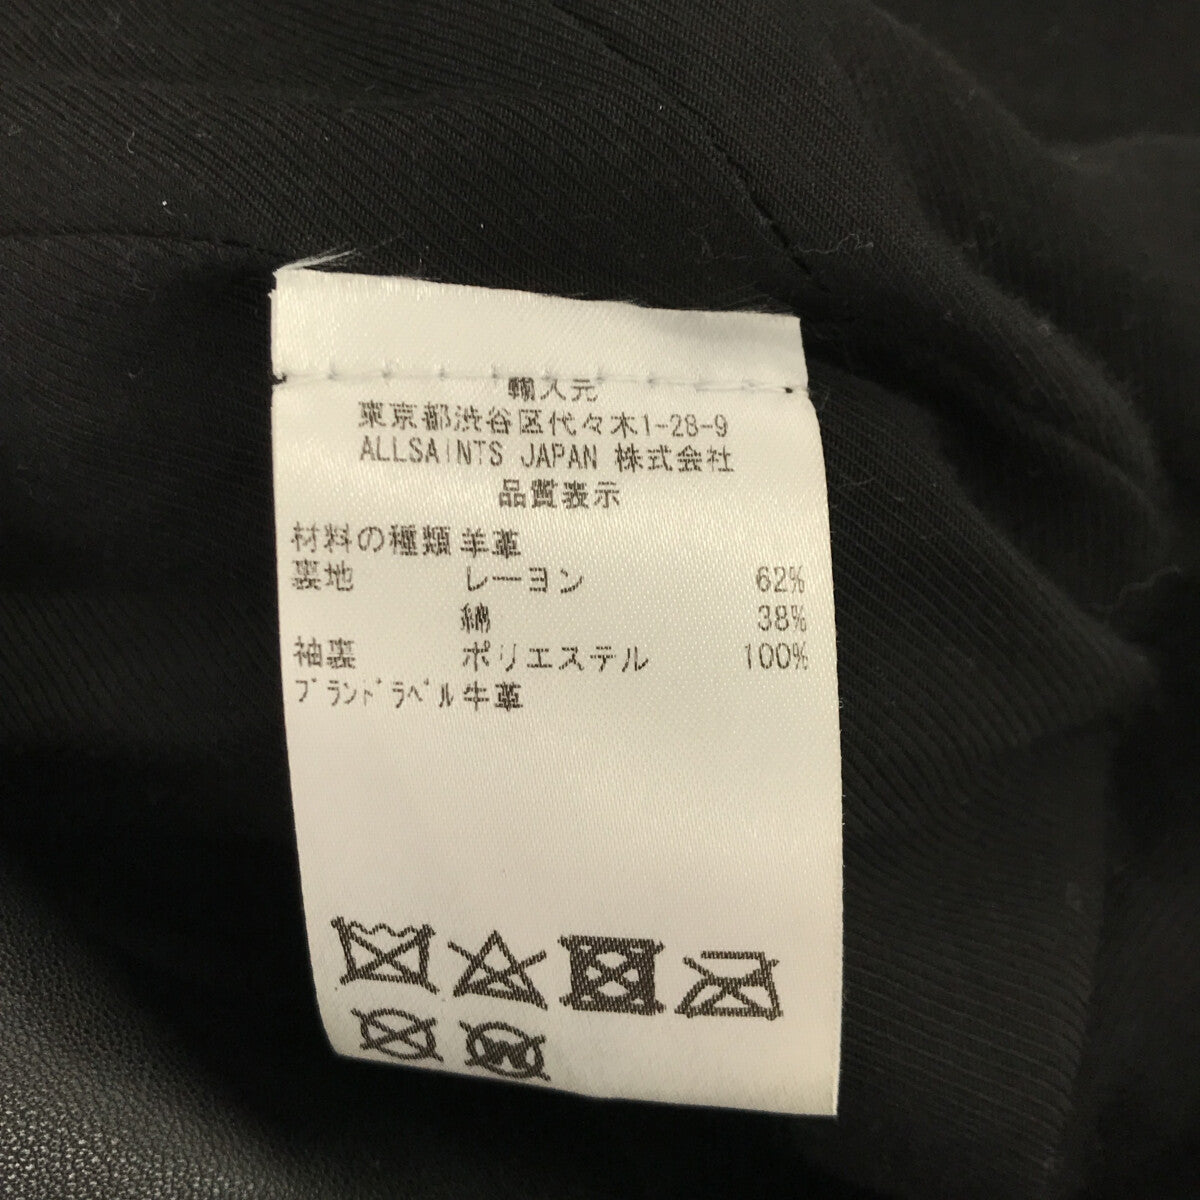 輸入元
東京都渋谷区代々木1-28-9
ALLSAINTS JAPAN 株式会社
品質表示
材料の種類 羊革
裏地 レーヨン 62%
綿 38%
袖裏 ポリエステル 100%
ﾌﾞﾗﾝﾄﾞﾗﾍﾞﾙ 牛革